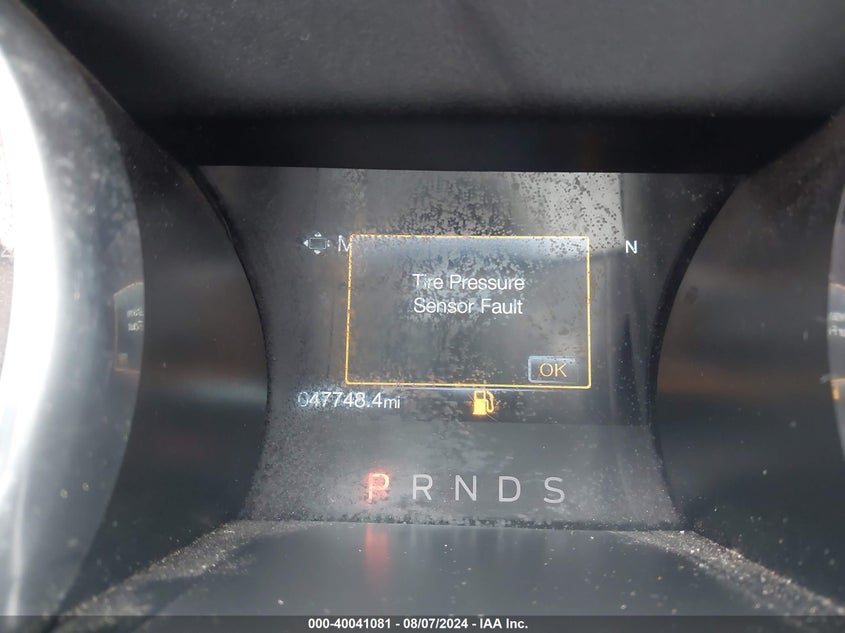 M
N
Tire Pressure
Sensor Fault
OK
047748.4mi
P R N D S
000-40041081 - 08/07/2024 - IAA Inc.